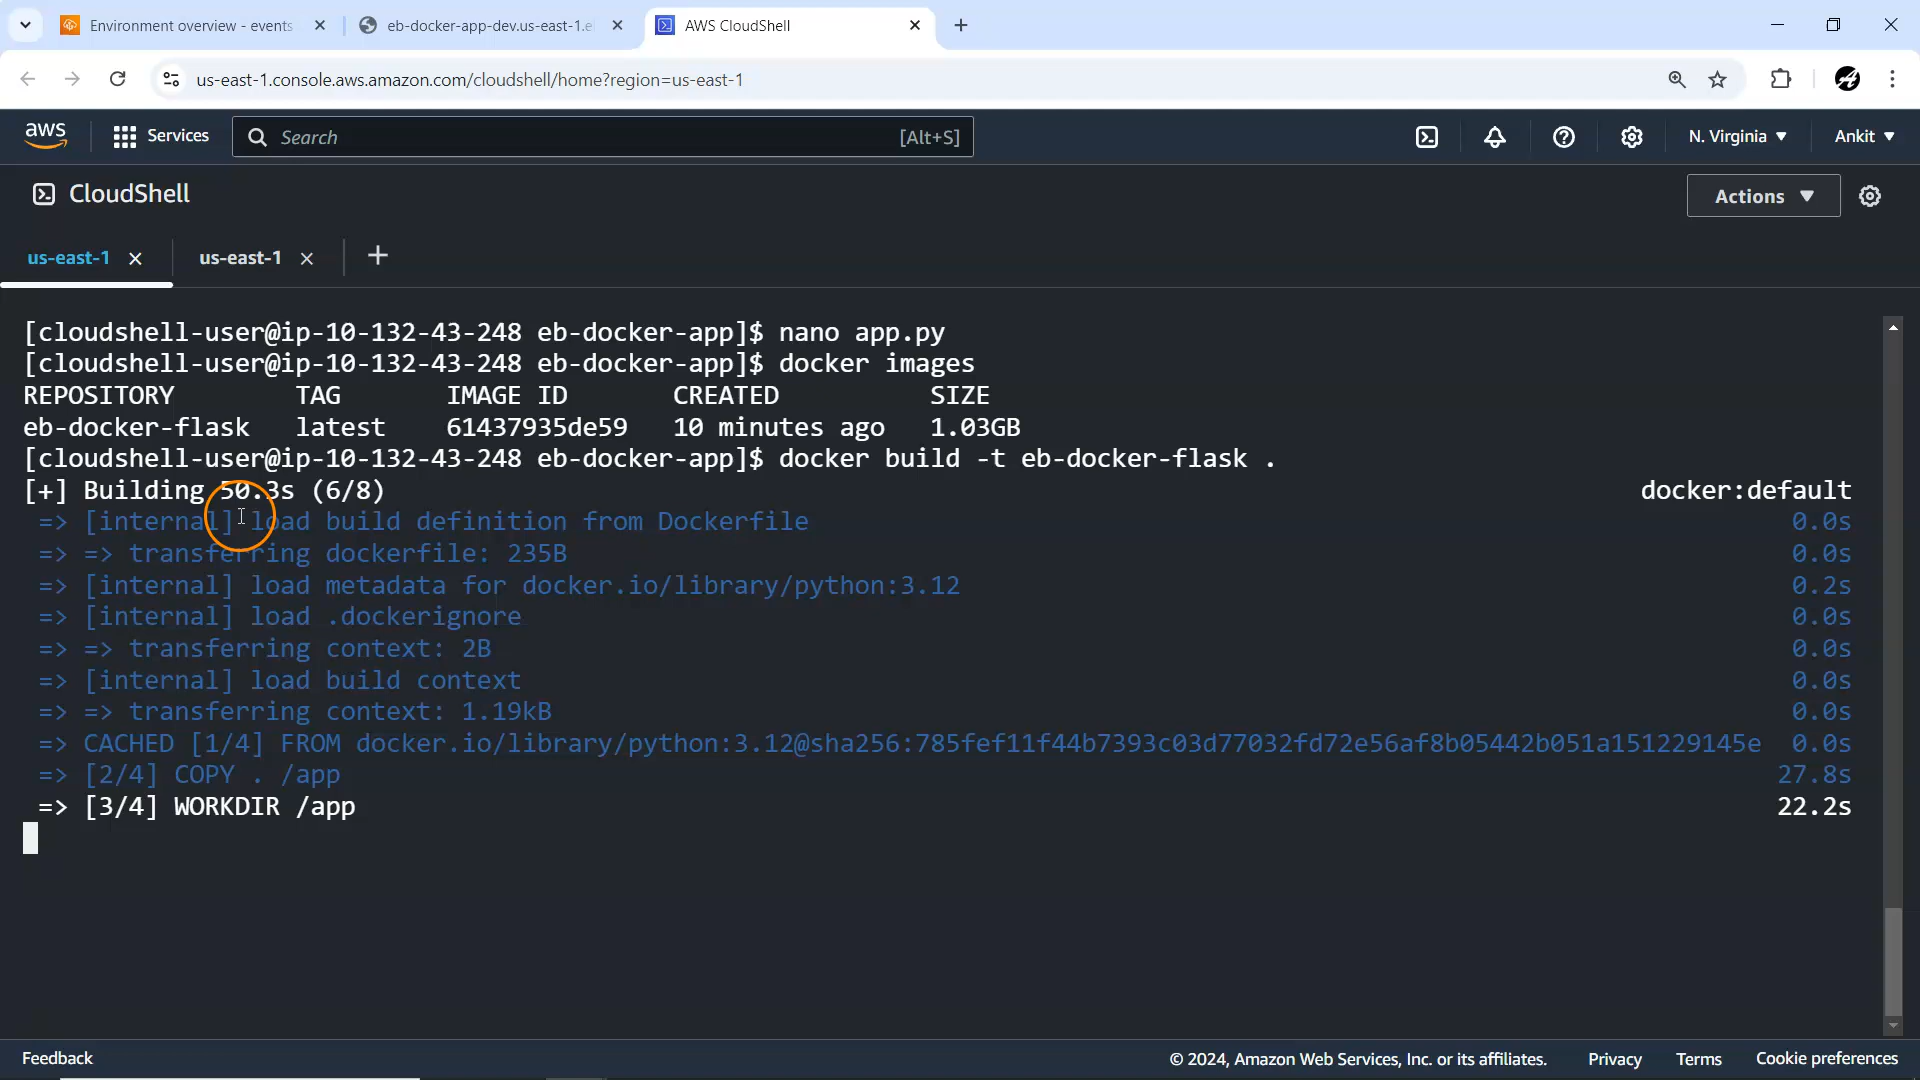 Environment overview - events
eb-docker-app-dev.us-east-1.e
AWS CloudShell
us-east-1.console.aws.amazon.com/cloudshell/home?region=us-east-1
aws
Services
Search
[Alt+S]
N. Virginia
Ankit
CloudShell
Actions
us-east-1
us-east-1
[cloudshell-user@ip-10-132-43-248 eb-docker-app]$ nano app.py
[cloudshell-user@ip-10-132-43-248 eb-docker-app]$ docker images
REPOSITORY TAG IMAGE ID CREATED SIZE
eb-docker-flask latest 61437935de59 10 minutes ago 1.03GB
[cloudshell-user@ip-10-132-43-248 eb-docker-app]$ docker build -t eb-docker-flask .
[+] Building 50.3s (6/8) docker:default
=> [internal] load build definition from Dockerfile 0.0s
=> => transferring dockerfile: 235B 0.0s
=> [internal] load metadata for docker.io/library/python:3.12 0.2s
=> [internal] load .dockerignore 0.0s
=> => transferring context: 2B 0.0s
=> [internal] load build context 0.0s
=> => transferring context: 1.19kB 0.0s
=> CACHED [1/4] FROM docker.io/library/python:3.12@sha256:785fef11f44b7393c03d77032fd72e56af8b05442b051a151229145e 0.0s
=> [2/4] COPY . /app 27.8s
=> [3/4] WORKDIR /app 22.2s
Feedback
© 2024, Amazon Web Services, Inc. or its affiliates.
Privacy
Terms
Cookie preferences